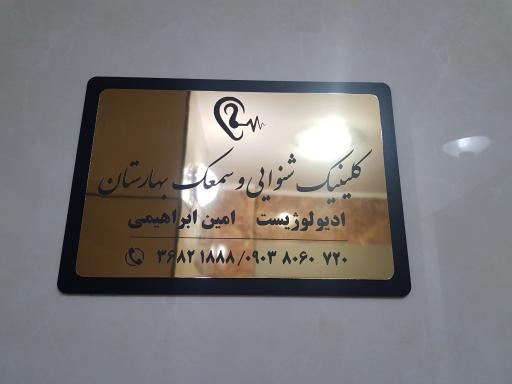 کلینیک شنوایی و سمعک بهارستان
ادیولوژیست امین ابراهیمی
۳۶۸۲ ۱۸۸۸/۰۹۰۳ ۸۰۶۰ ۷۲۰